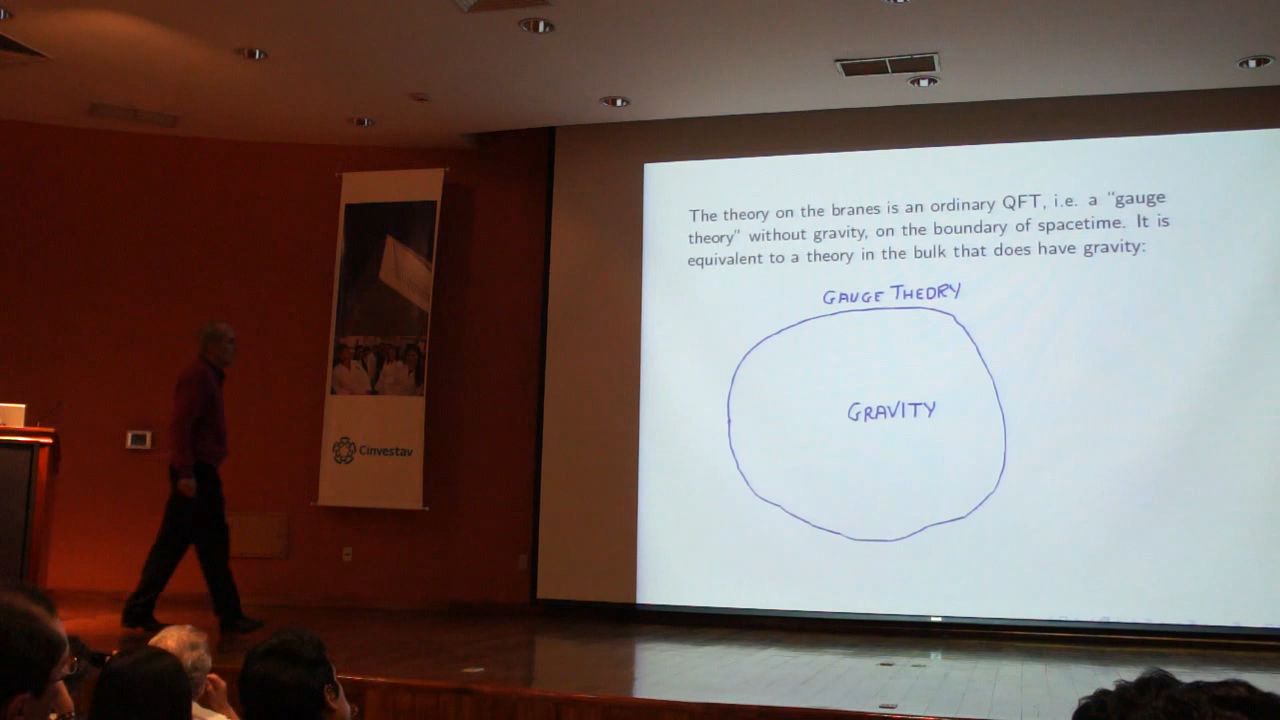 The theory on the branes is an ordinary QFT, i.e. a "gauge
theory" without gravity, on the boundary of spacetime. It is
equivalent to a theory in the bulk that does have gravity:
GAUGE THEORY
GRAVITY
Cinvestav